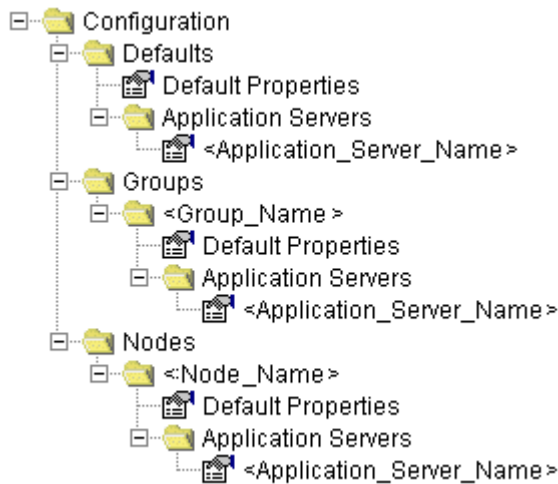 Configuration
Defaults
Default Properties
Application Servers
<Application_Server_Name>
Groups
<Group_Name >
Default Properties
Application Servers
<Application_Server_Name>
Nodes
<Node_Name>
Default Properties
Application Servers
<Application_Server_Name>